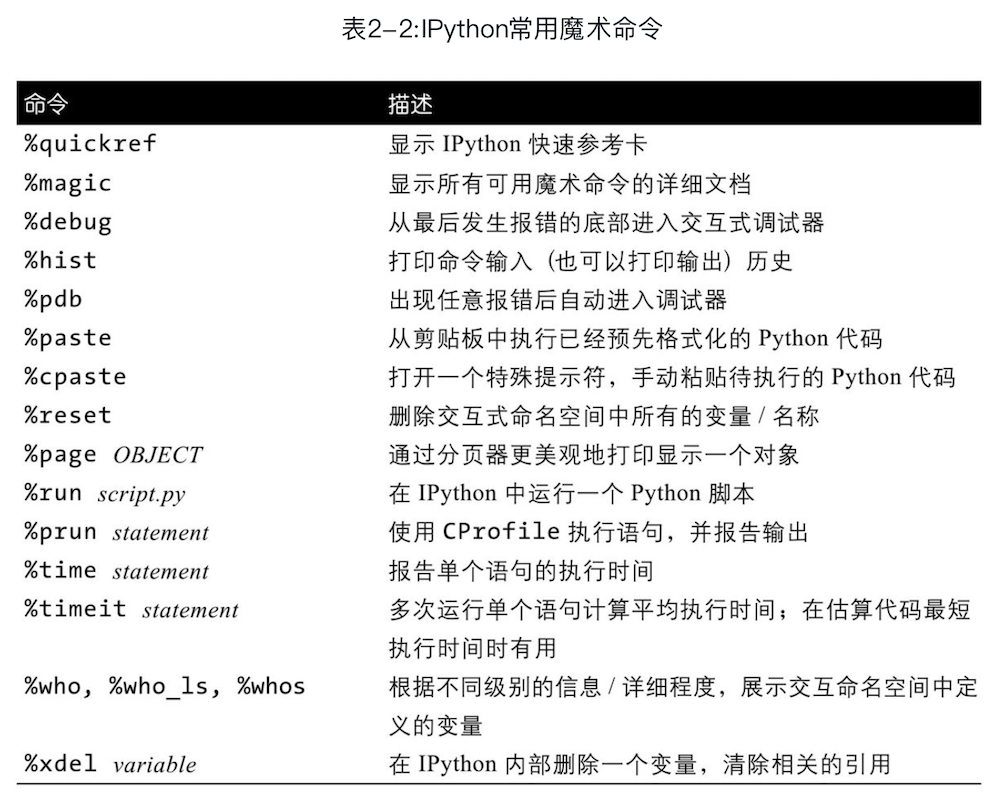 表2-2:IPython常用魔术命令
命令 描述
%quickref 显示 IPython 快速参考卡
%magic 显示所有可用魔术命令的详细文档
%debug 从最后发生报错的底部进入交互式调试器
%hist 打印命令输入（也可以打印输出）历史
%pdb 出现任意报错后自动进入调试器
%paste 从剪贴板中执行已经预先格式化的 Python 代码
%cpaste 打开一个特殊提示符，手动粘贴待执行的 Python 代码
%reset 删除交互式命名空间中所有的变量 / 名称
%page OBJECT 通过分页器更美观地打印显示一个对象
%run script.py 在 IPython 中运行一个 Python 脚本
%prun statement 使用 CProfile 执行语句，并报告输出
%time statement 报告单个语句的执行时间
%timeit statement 多次运行单个语句计算平均执行时间；在估算代码最短
执行时间时有用
%who, %who_ls, %whos 根据不同级别的信息 / 详细程度，展示交互命名空间中定
义的变量
%xdel variable 在 IPython 内部删除一个变量，清除相关的引用